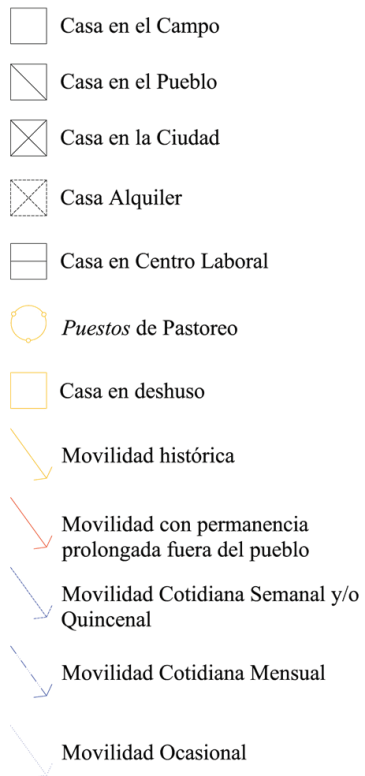 Casa en el Campo
Casa en el Pueblo
Casa en la Ciudad
Casa Alquiler
Casa en Centro Laboral
Puestos de Pastoreo
Casa en deshuso
Movilidad histórica
Movilidad con permanencia
prolongada fuera del pueblo
Movilidad Cotidiana Semanal y/o
Quincenal
Movilidad Cotidiana Mensual
Movilidad Ocasional